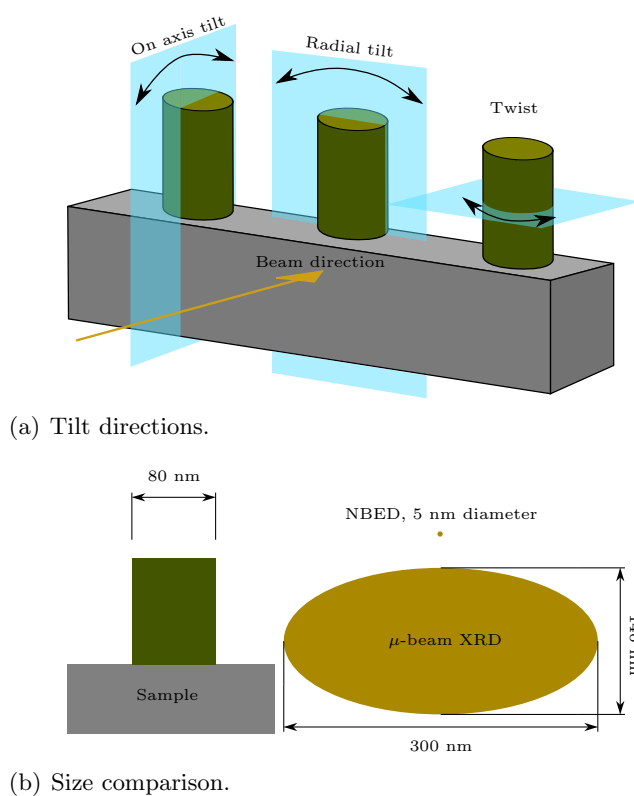 On axis tilt
Radial tilt
Twist
Beam direction
(a) Tilt directions.
80 nm
NBED, 5 nm diameter
μ-beam XRD
Sample
300 nm
(b) Size comparison.